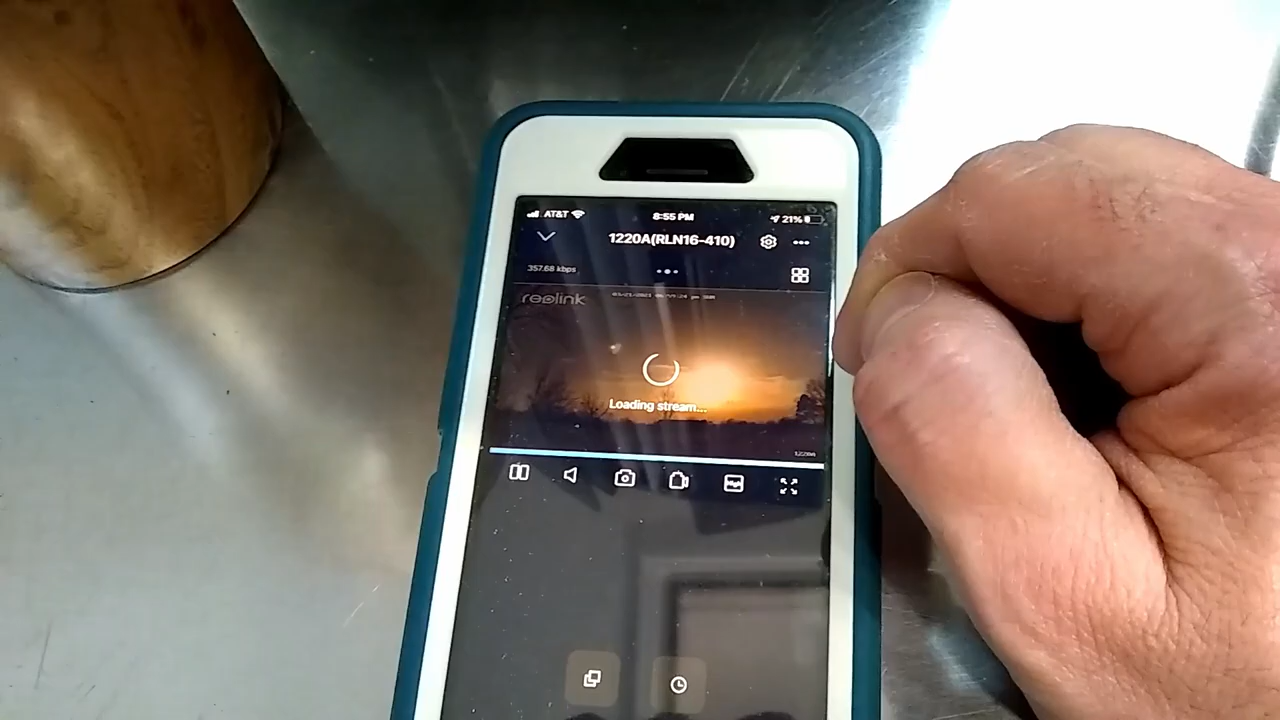 AT&T 8:55 PM 21%
1220A(RLN16-410)
357.68 kbps
reolink
Loading stream...